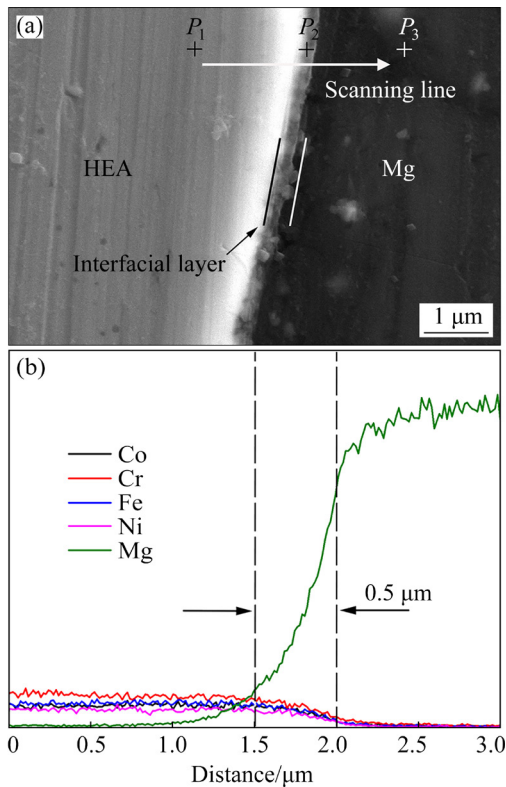 (a)
P1 P2 P3
Scanning line
HEA
Mg
Interfacial layer
1 μm
(b)
Co
Cr
Fe
Ni
Mg
0.5 μm
0 0.5 1.0 1.5 2.0 2.5 3.0
Distance/μm